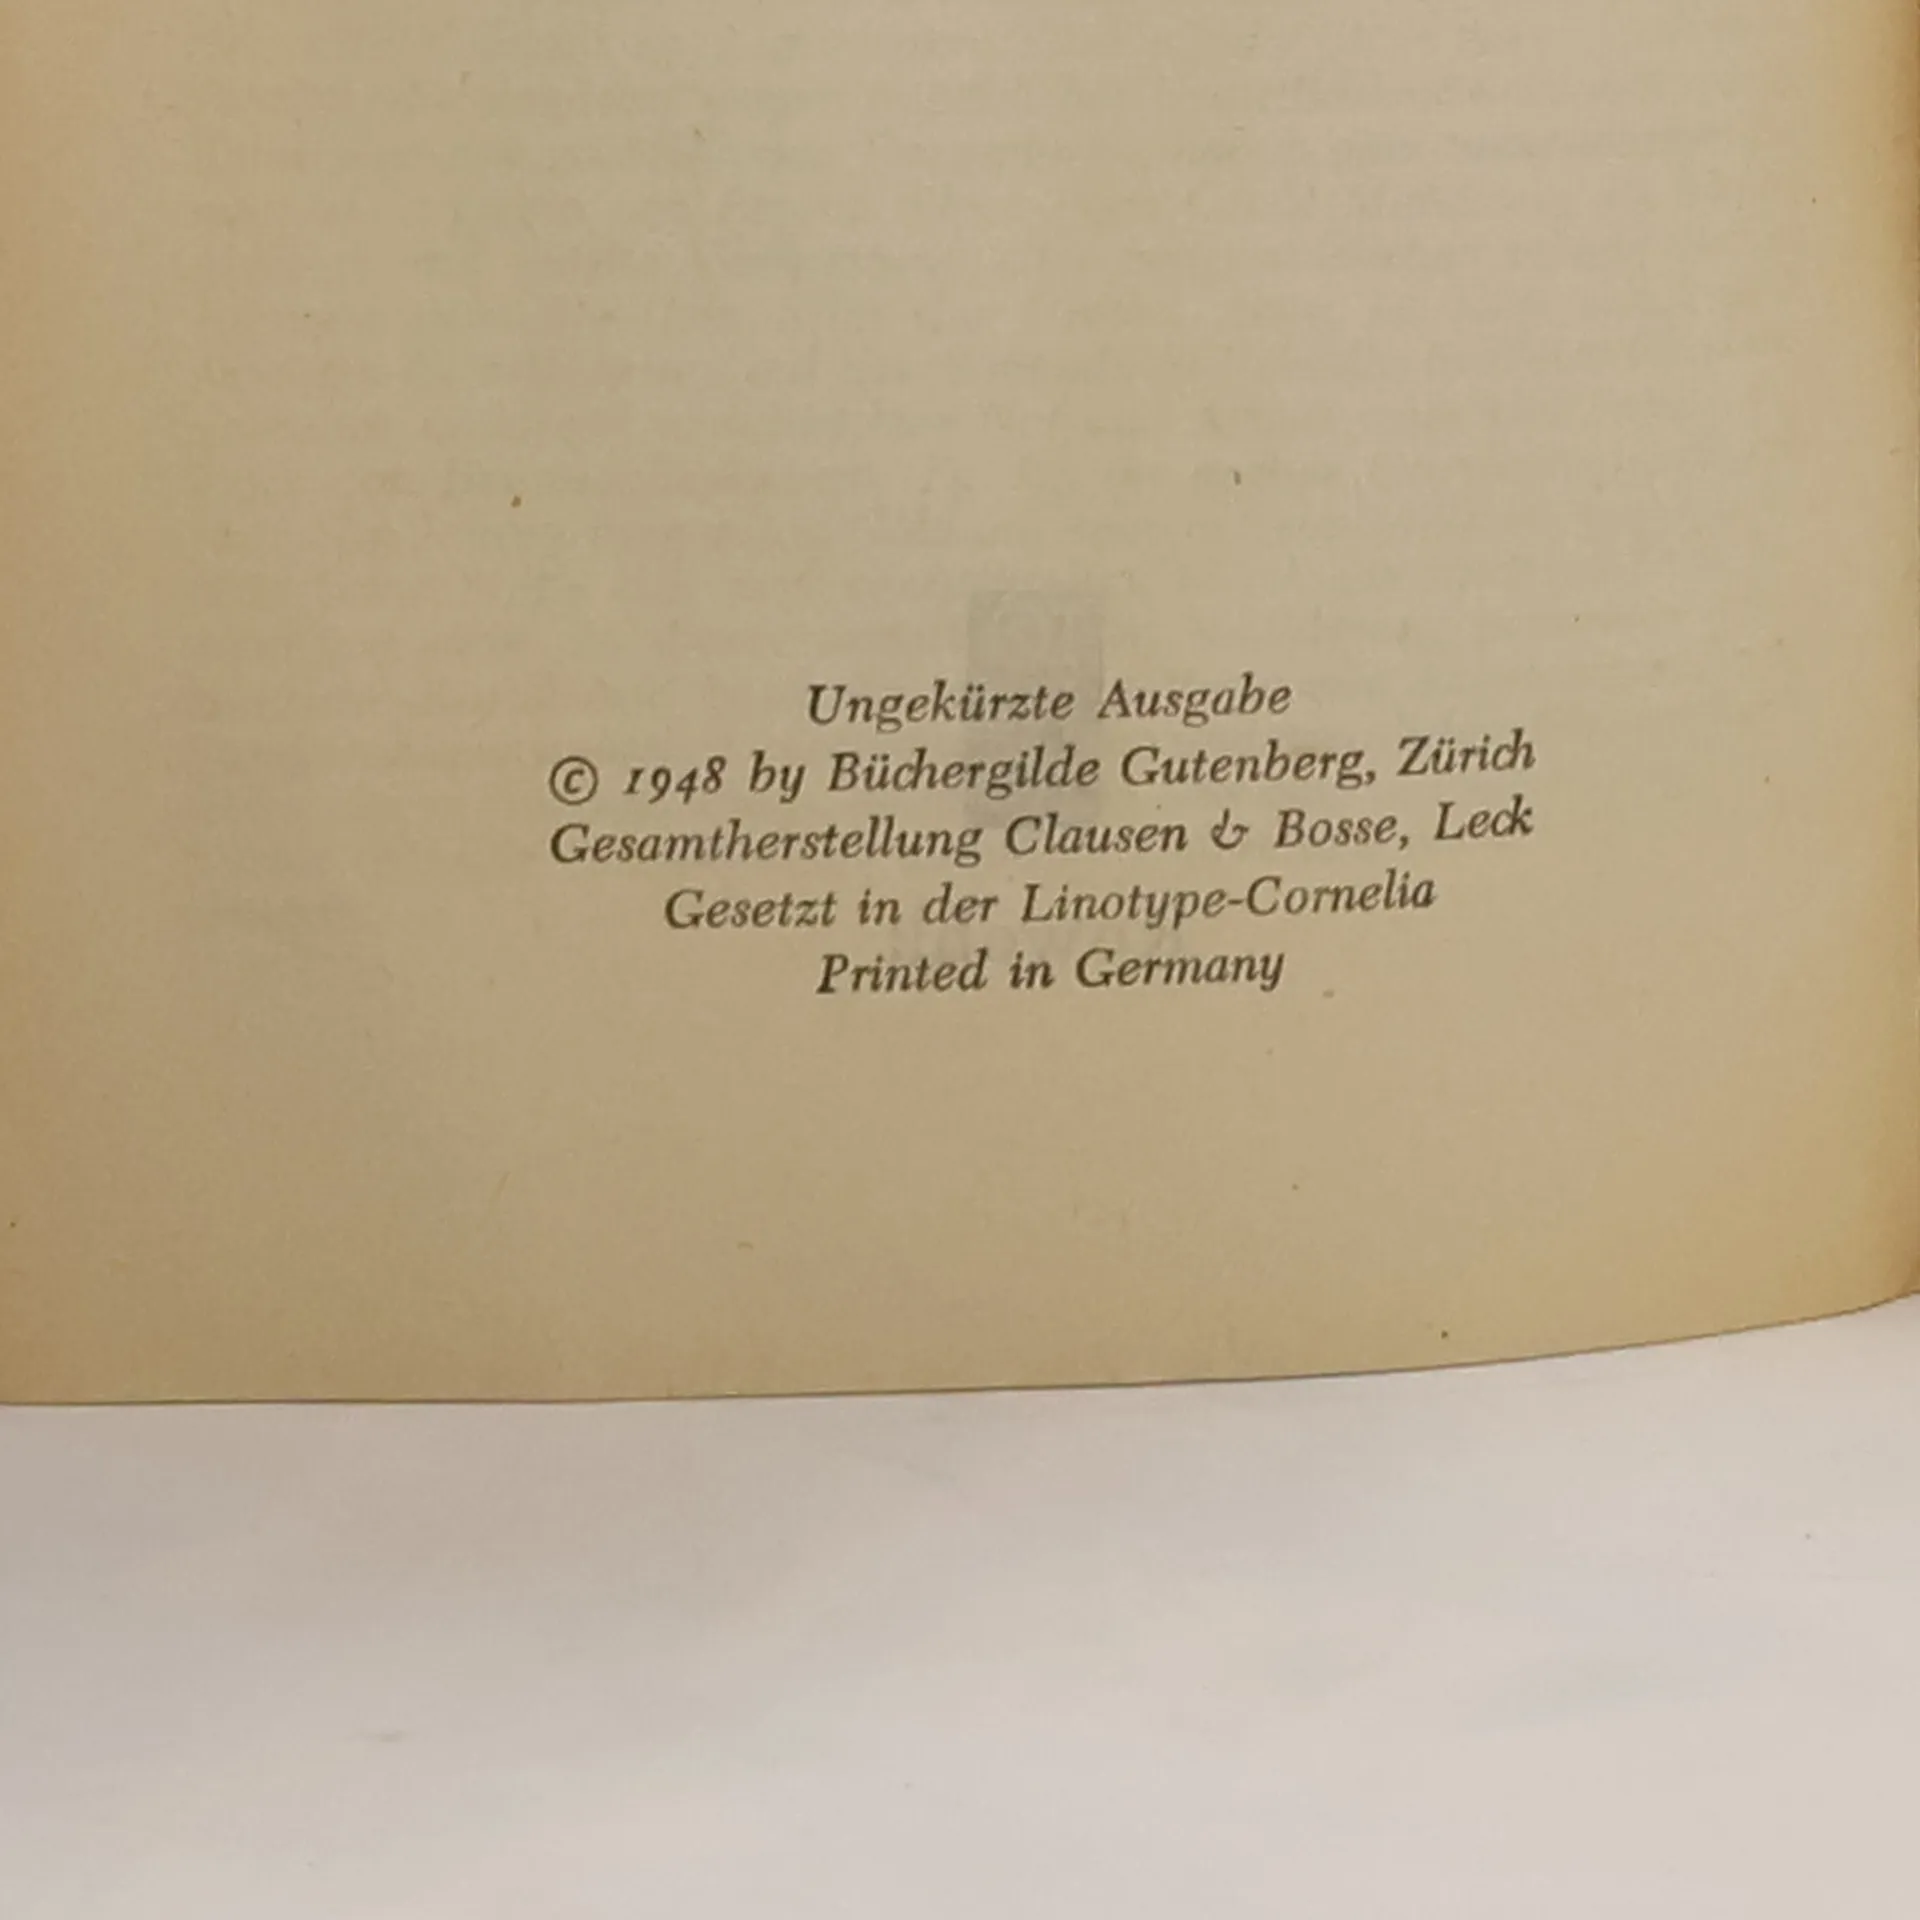 Ungekürzte Ausgabe
© 1948 by Büchergilde Gutenberg, Zürich
Gesamtherstellung Clausen & Bosse, Leck
Gesetzt in der Linotype-Cornelia
Printed in Germany